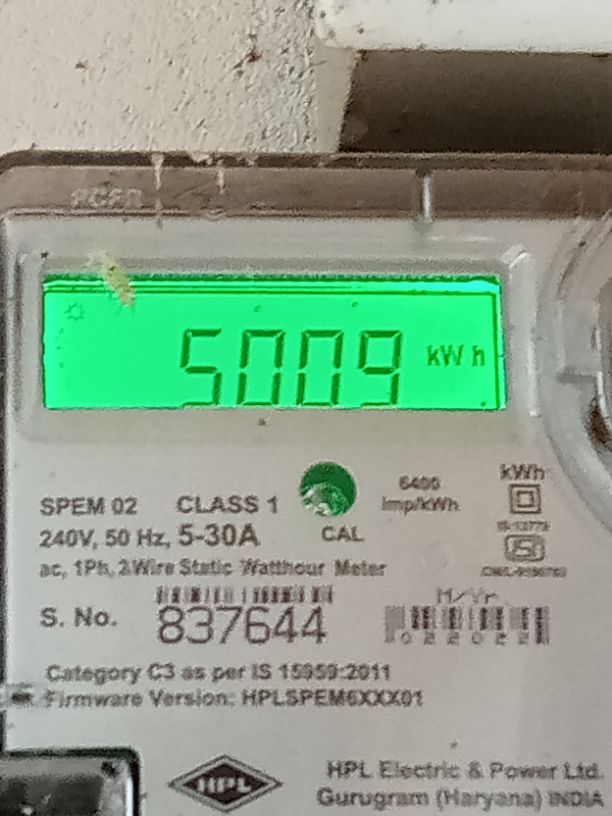 5009 kWh
6400 kWh
SPEM 02 CLASS 1 Imp/kWh
240V, 50 Hz, 5-30A CAL
ac, 1Ph, 2Wire Static Watthour Meter
S. No. 837644 M/Yr.
Category C3 as per IS 15959:2011
Firmware Version: HPLSPEM6XXX01
HPL HPL Electric & Power Ltd.
Gurugram (Haryana) INDIA